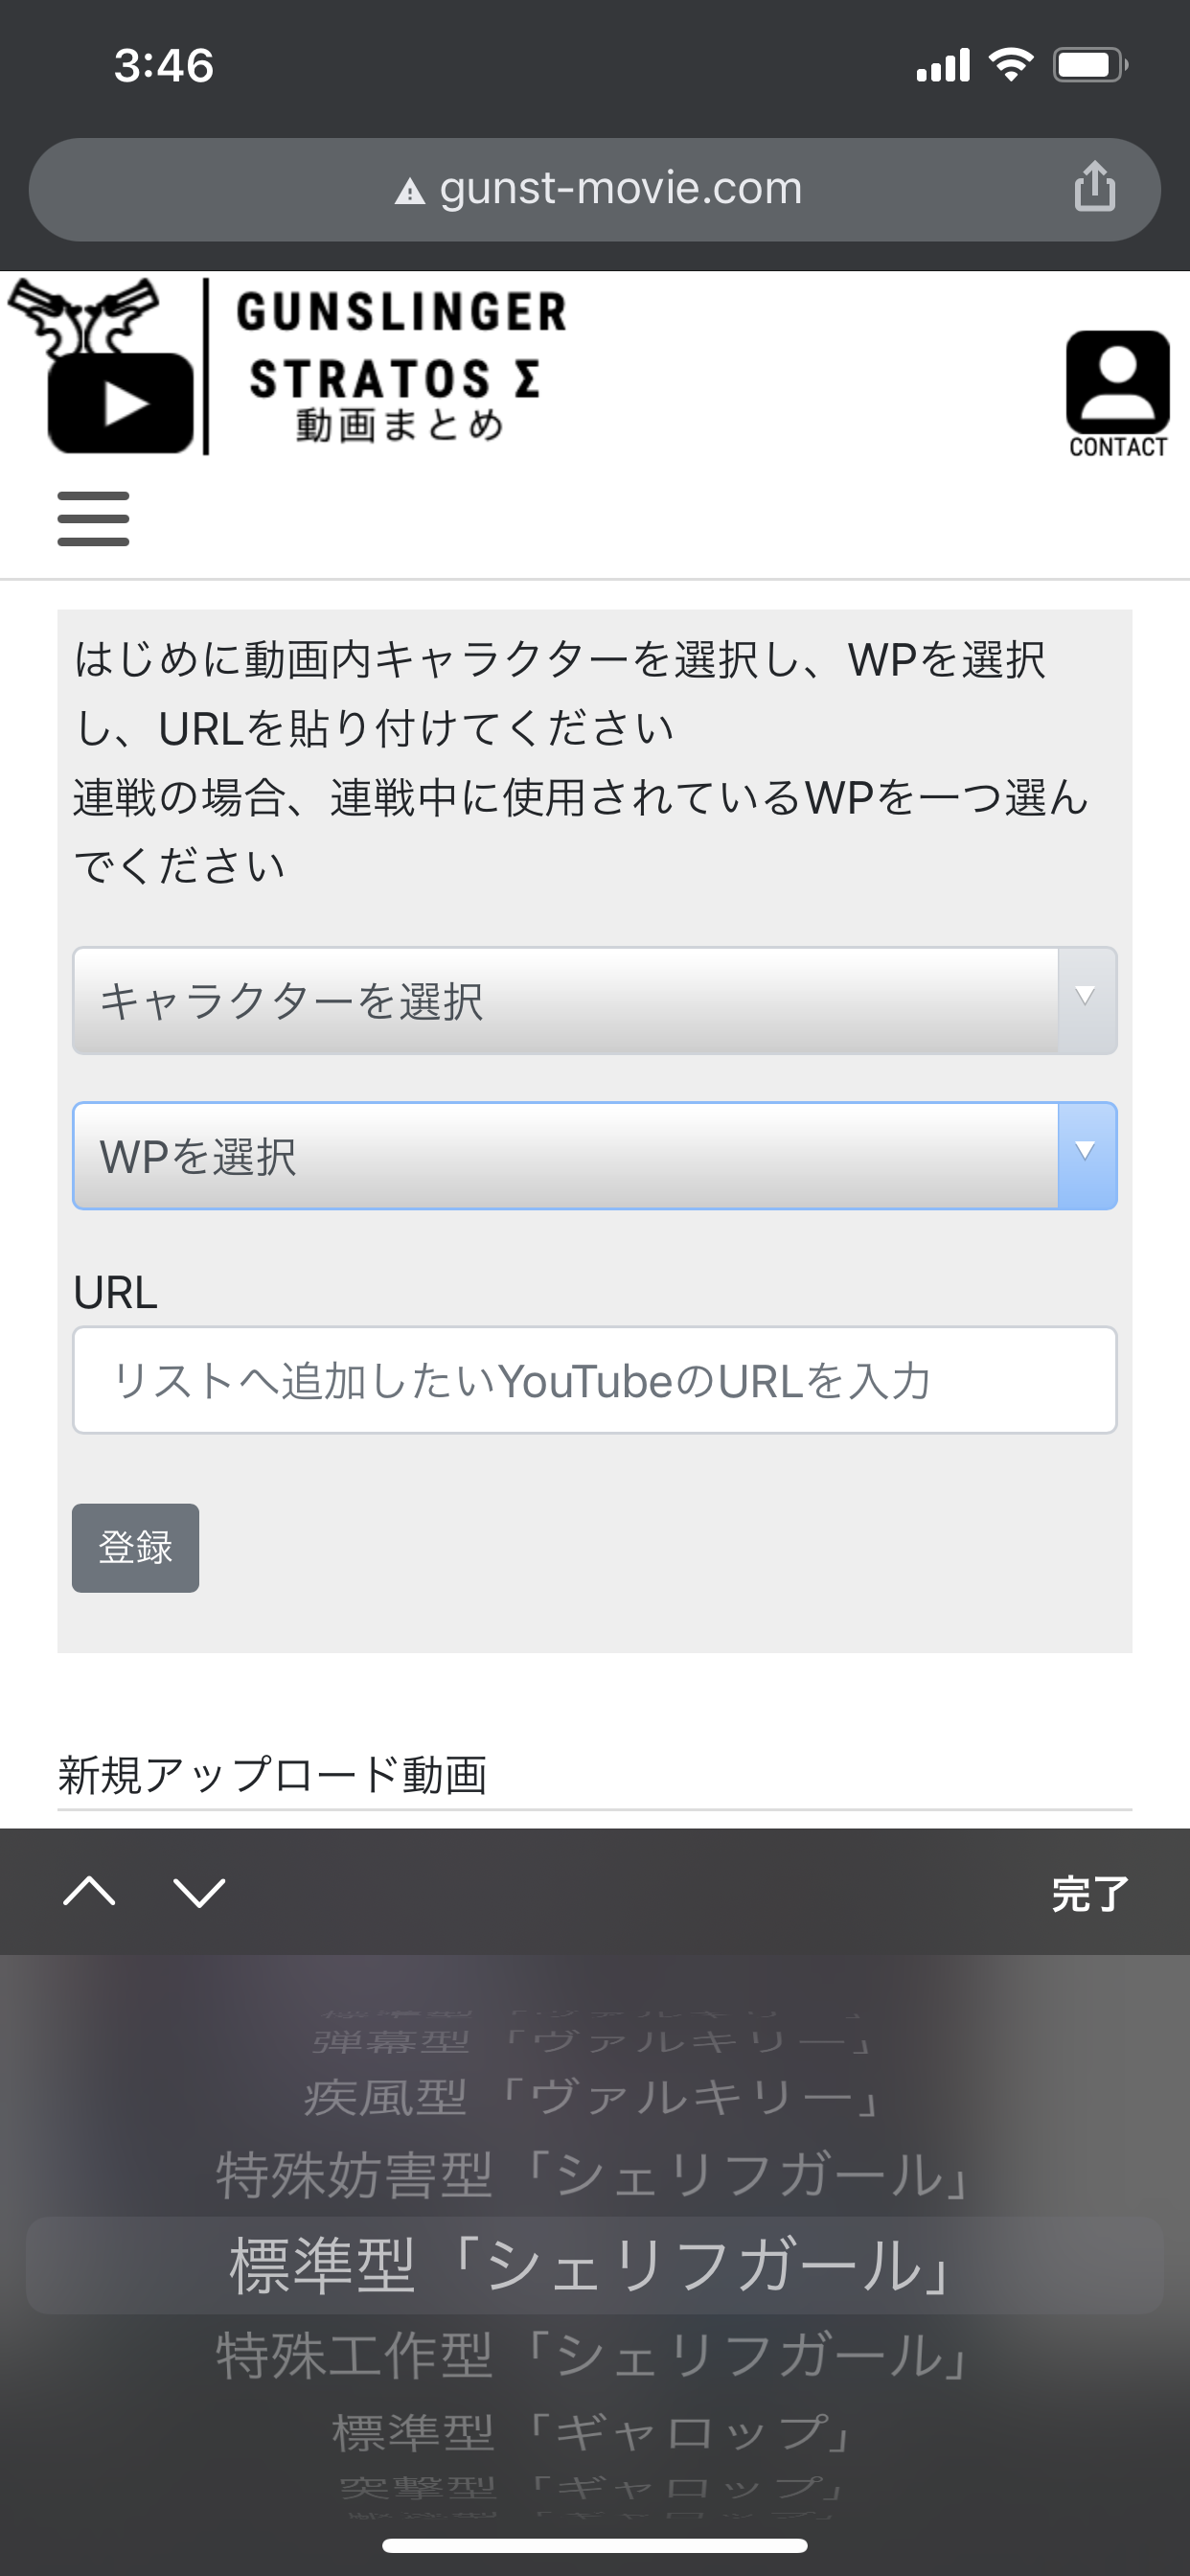 3:46
gunst-movie.com
GUNSLINGER
STRATOS Σ
動画まとめ
CONTACT
はじめに動画内キャラクターを選択し、WPを選択
し、URLを貼り付けてください
連戦の場合、連戦中に使用されているWPを一つ選ん
でください
キャラクターを選択
WPを選択
URL
リストへ追加したいYouTubeのURLを入力
登録
新規アップロード動画
完了
弾幕型「ヴァルキリー」
疾風型「ヴァルキリー」
特殊妨害型「シェリフガール」
標準型「シェリフガール」
特殊工作型「シェリフガール」
標準型「ギャロップ」
突撃型「ギャロップ」